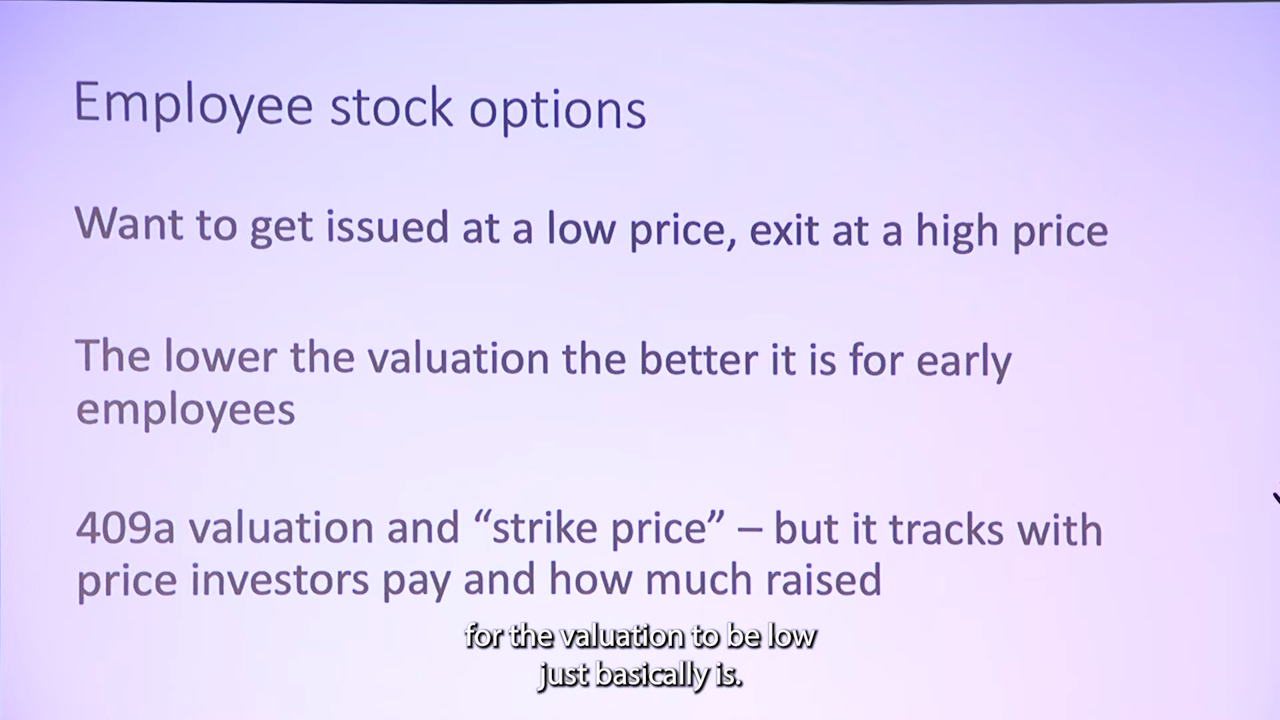 Employee stock options
Want to get issued at a low price, exit at a high price
The lower the valuation the better it is for early
employees
409a valuation and “strike price” – but it tracks with
price investors pay and how much raised
for the valuation to be low
just basically is.